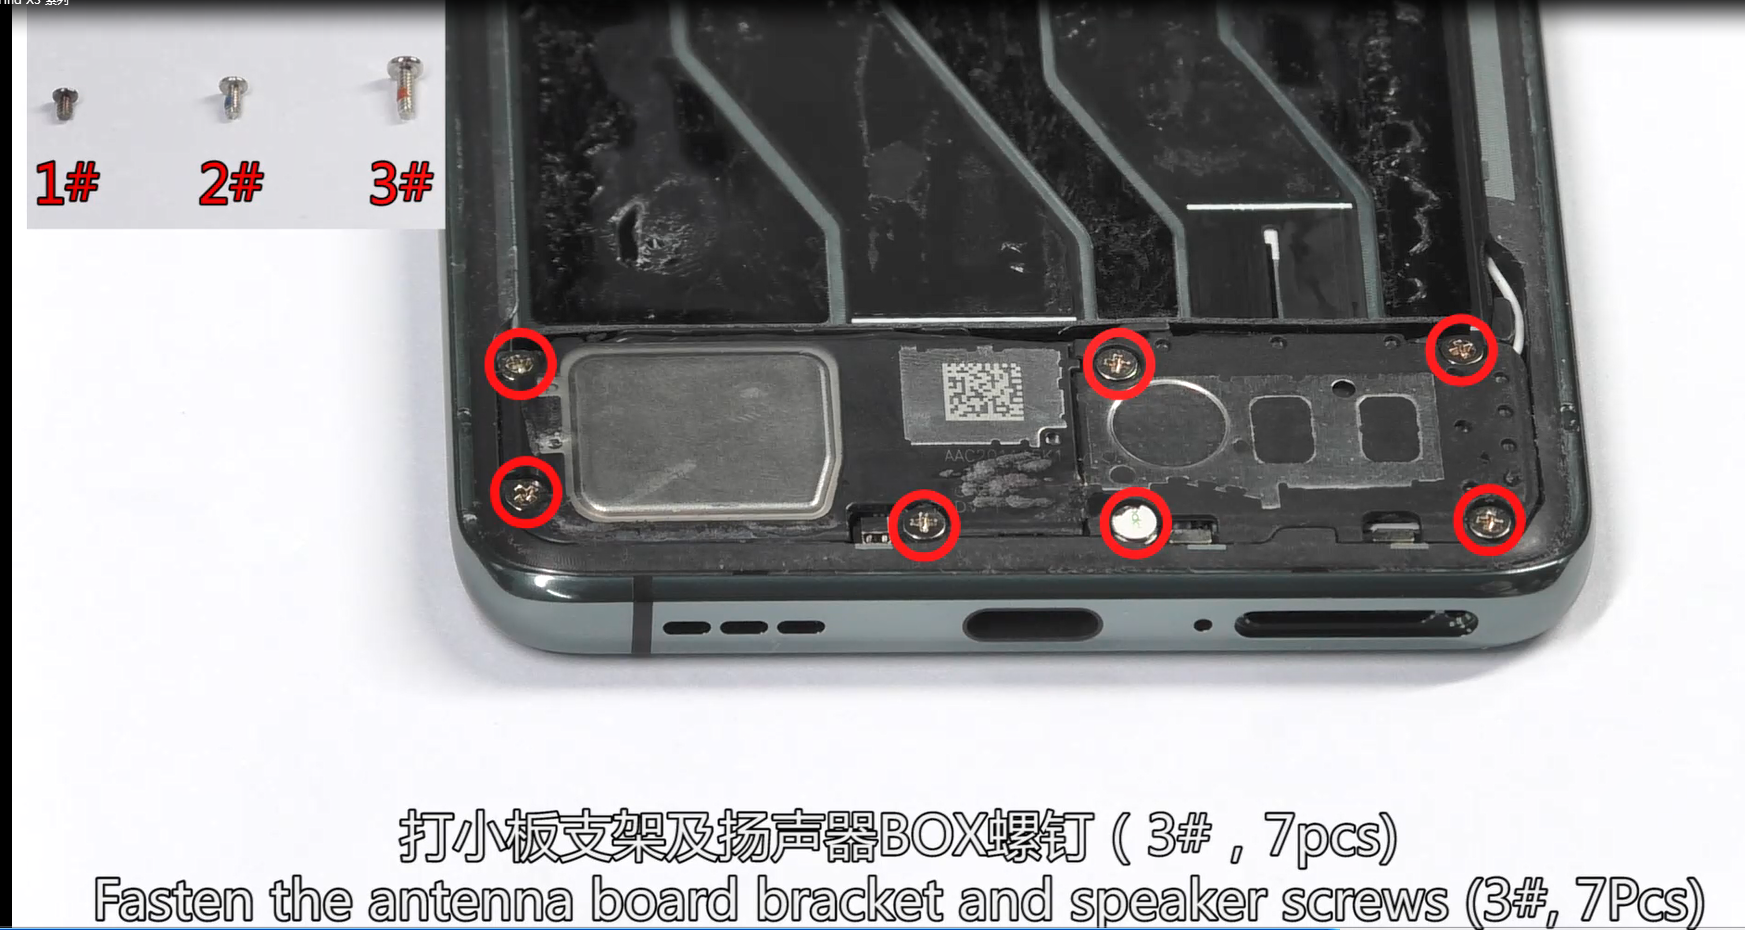 1#
2#
3#
打小板支架及扬声器BOX螺钉（3#，7pcs)
Fasten the antenna board bracket and speaker screws (3#, 7Pcs)